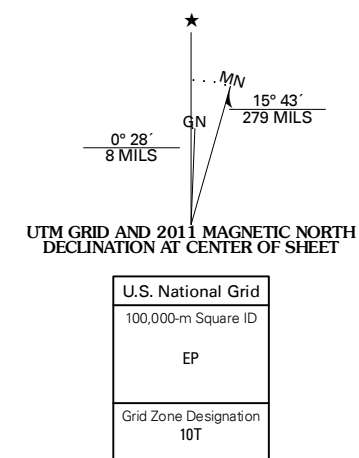 ★
MN
15° 43´
279 MILS
GN
0° 28´
8 MILS
UTM GRID AND 2011 MAGNETIC NORTH
DECLINATION AT CENTER OF SHEET
U.S. National Grid
100,000-m Square ID
EP
Grid Zone Designation
10T